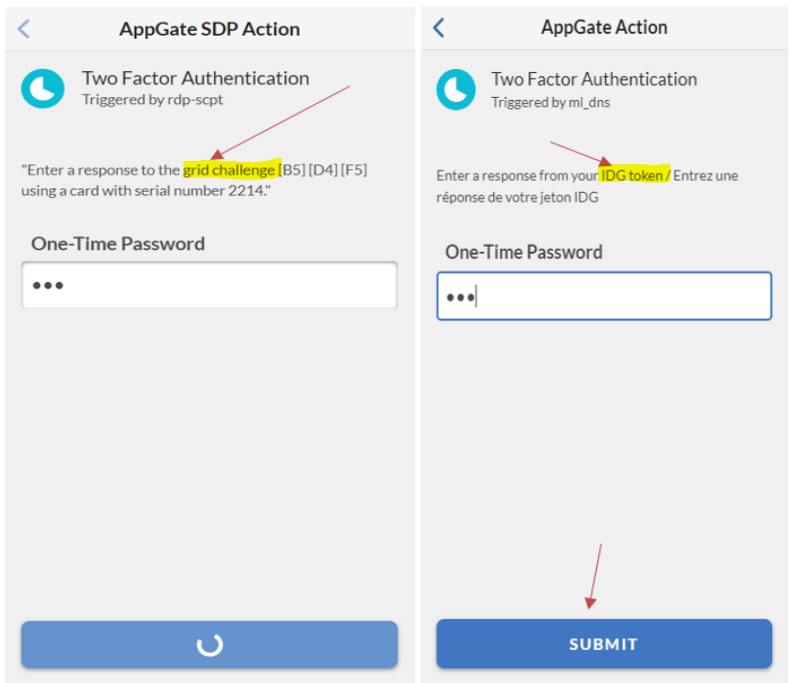 AppGate SDP Action
Two Factor Authentication
Triggered by rdp-scpt
"Enter a response to the grid challenge [B5] [D4] [F5]
using a card with serial number 2214."
One-Time Password
AppGate Action
Two Factor Authentication
Triggered by ml_dns
Enter a response from your IDG token / Entrez une
réponse de votre jeton IDG
One-Time Password
SUBMIT